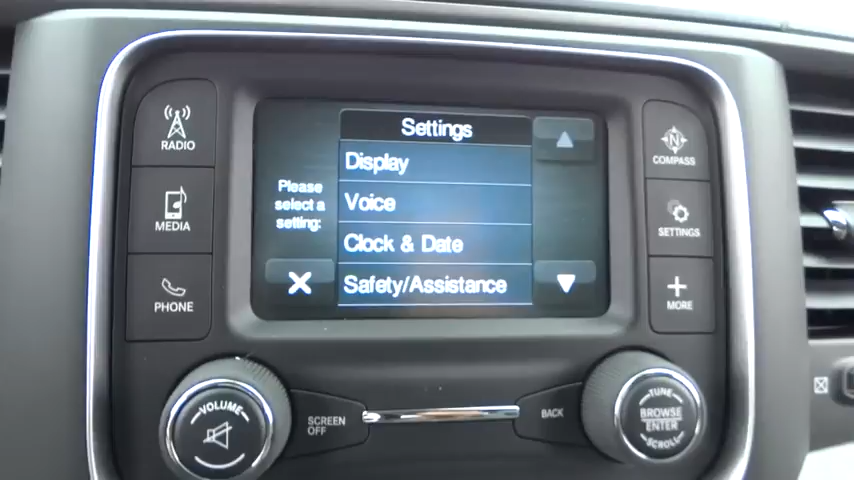 RADIO
MEDIA
PHONE
Settings
Please
select a
setting:
Display
Voice
Clock & Date
Safety/Assistance
N
COMPASS
SETTINGS
MORE
VOLUME
SCREEN
OFF
BACK
TUNE
BROWSE
ENTER
SCROLL